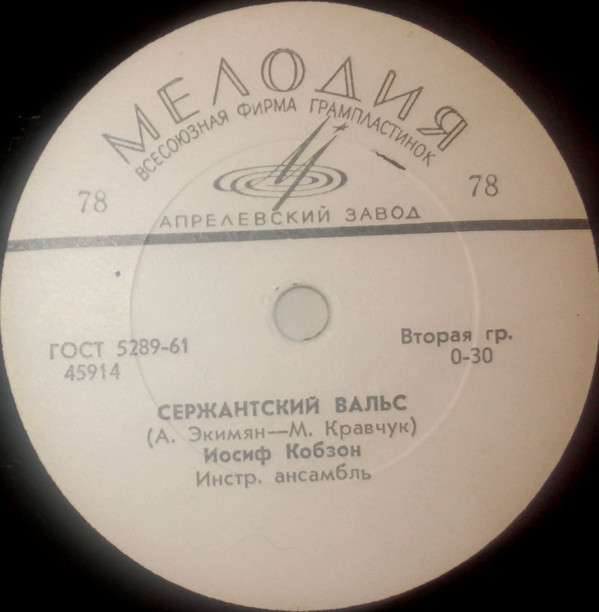 МЕЛОДИЯ
ВСЕСОЮЗНАЯ ФИРМА ГРАМПЛАСТИНОК
78
78
АПРЕЛЕВСКИЙ ЗАВОД
ГОСТ 5289-61
45914
Вторая гр.
0-30
СЕРЖАНТСКИЙ ВАЛЬС
(А. Экимян—М. Кравчук)
Иосиф Кобзон
Инстр. ансамбль